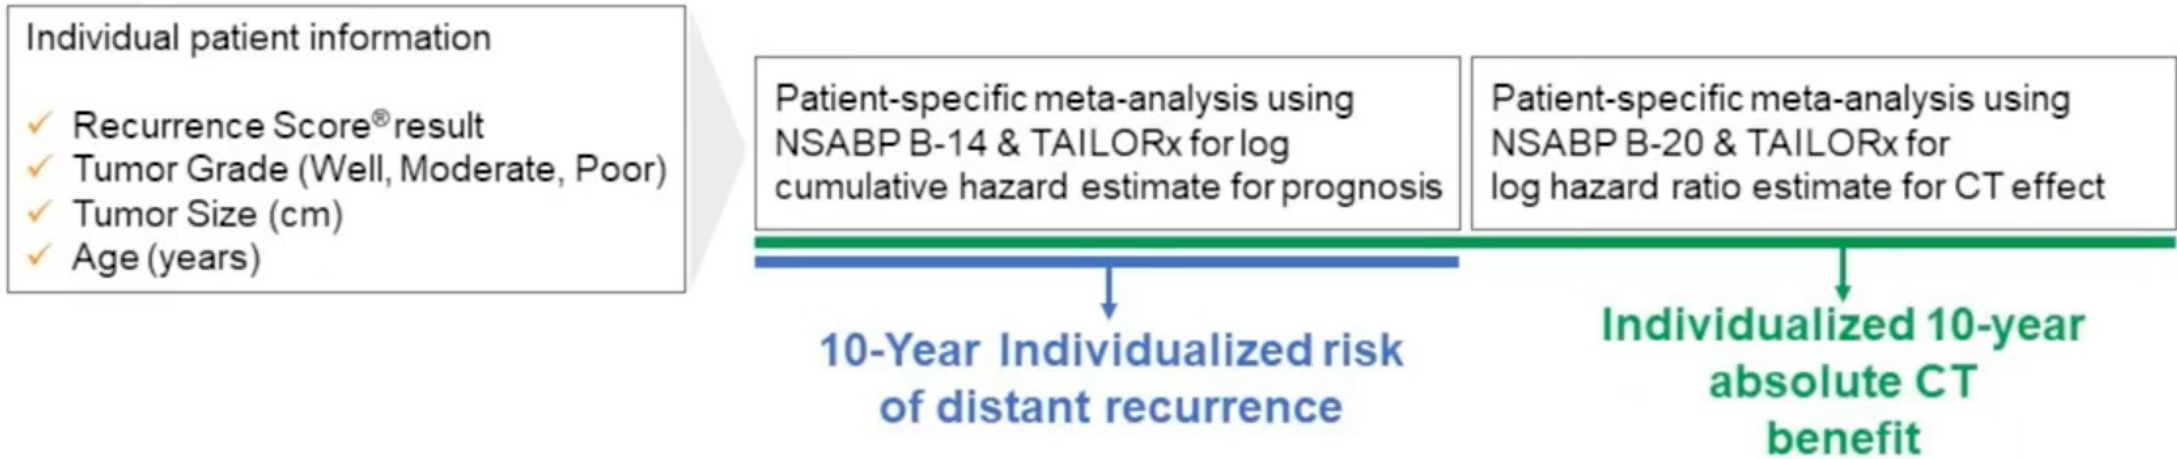 Individual patient information
✓ Recurrence Score® result
✓ Tumor Grade (Well, Moderate, Poor)
✓ Tumor Size (cm)
✓ Age (years)
Patient-specific meta-analysis using
NSABP B-14 & TAILORx for log
cumulative hazard estimate for prognosis
Patient-specific meta-analysis using
NSABP B-20 & TAILORx for
log hazard ratio estimate for CT effect
10-Year Individualized risk
of distant recurrence
Individualized 10-year
absolute CT
benefit